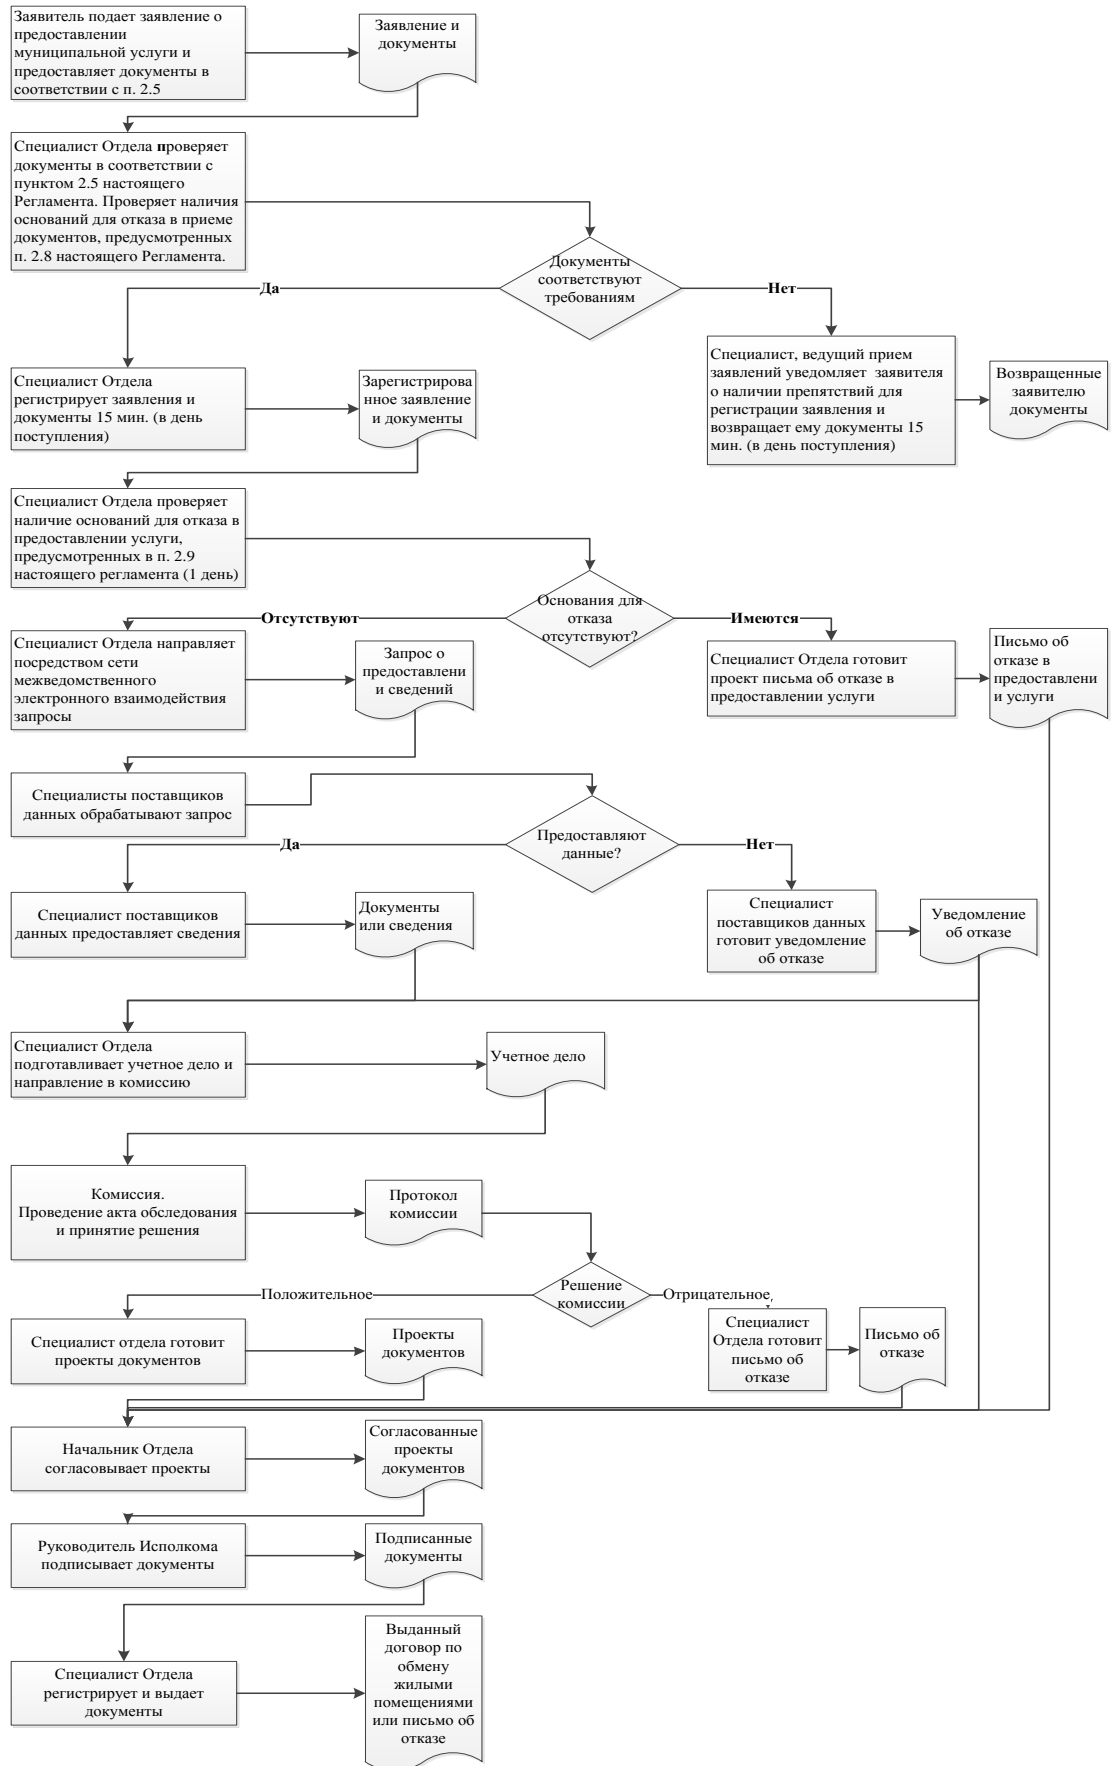 Заявитель подает заявление о
предоставлении
муниципальной услуги и
предоставляет документы в
соответствии с п. 2.5
Заявление и
документы
Специалист Отдела проверяет
документы в соответствии с
пунктом 2.5 настоящего
Регламента. Проверяет наличия
оснований для отказа в приеме
документов, предусмотренных
п. 2.8 настоящего Регламента.
Документы
соответствуют
требованиям
Да
Нет
Специалист Отдела
регистрирует заявления и
документы 15 мин. (в день
поступления)
Зарегистрирова
нное заявление
и документы
Специалист, ведущий прием
заявлений уведомляет заявителя
о наличии препятствий для
регистрации заявления и
возвращает ему документы 15
мин. (в день поступления)
Возвращенные
заявителю
документы
Специалист Отдела проверяет
наличие оснований для отказа в
предоставлении услуги,
предусмотренных в п. 2.9
настоящего регламента (1 день)
Основания для
отказа
отсутствуют?
Отсутствуют
Имеются
Специалист Отдела направляет
посредством сети
межведомственного
электронного взаимодействия
запросы
Запрос о
предоставлени
и сведений
Специалист Отдела готовит
проект письма об отказе в
предоставлении услуги
Письмо об
отказе в
предоставлени
и услуги
Специалисты поставщиков
данных обрабатывают запрос
Предоставляют
данные?
Да
Нет
Специалист поставщиков
данных предоставляет сведения
Документы
или сведения
Специалист
поставщиков данных
готовит уведомление
об отказе
Уведомление
об отказе
Специалист Отдела
подготавливает учетное дело и
направление в комиссию
Учетное дело
Комиссия.
Проведение акта обследования
и принятие решения
Протокол
комиссии
Решение
комиссии
Положительное
Отрицательное
Специалист отдела готовит
проекты документов
Проекты
документов
Специалист
Отдела готовит
письмо об
отказе
Письмо об
отказе
Начальник Отдела
согласовывает проекты
Согласованные
проекты
документов
Руководитель Исполкома
подписывает документы
Подписанные
документы
Специалист Отдела
регистрирует и выдает
документы
Выданный
договор по
обмену
жилыми
помещениями
или письмо об
отказе